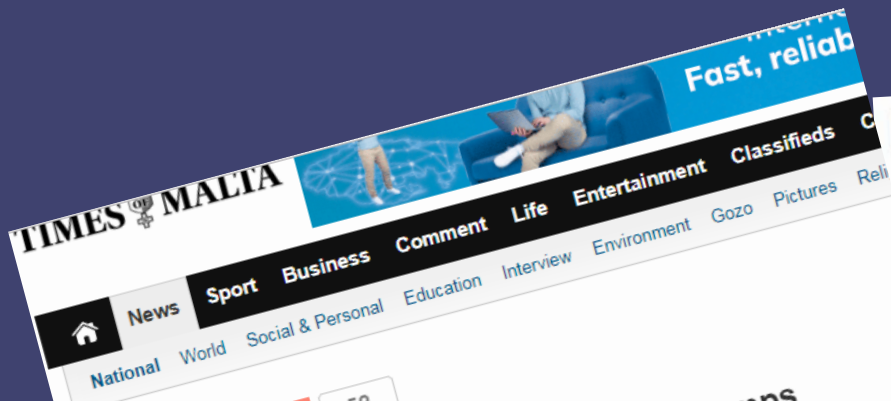 Fast, reliab
TIMES OF MALTA
News Sport Business Comment Life Entertainment Classifieds C
National World Social & Personal Education Interview Environment Gozo Pictures Reli